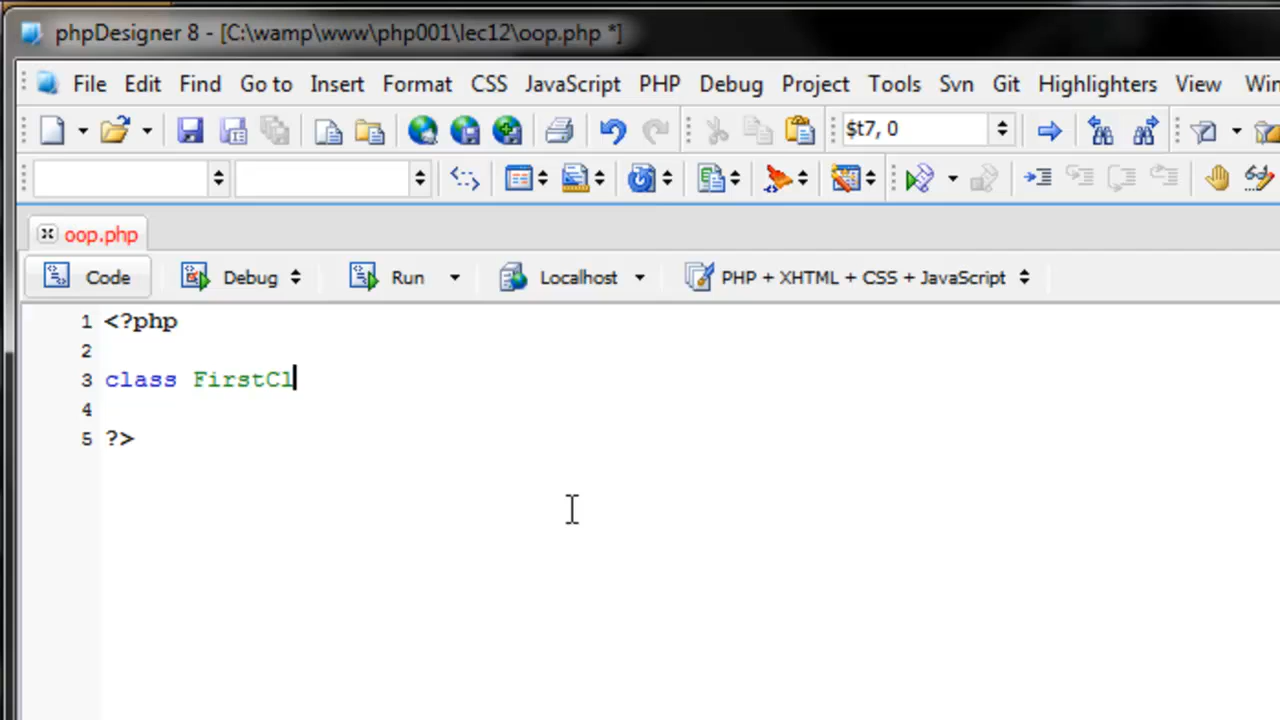 phpDesigner 8 - [C:\wamp\www\php001\lec12\oop.php *]
File Edit Find Go to Insert Format CSS JavaScript PHP Debug Project Tools Svn Git Highlighters View Win
$t7, 0
oop.php
Code Debug Run Localhost PHP + XHTML + CSS + JavaScript
1 <?php
2
3 class FirstCl
4
5 ?>